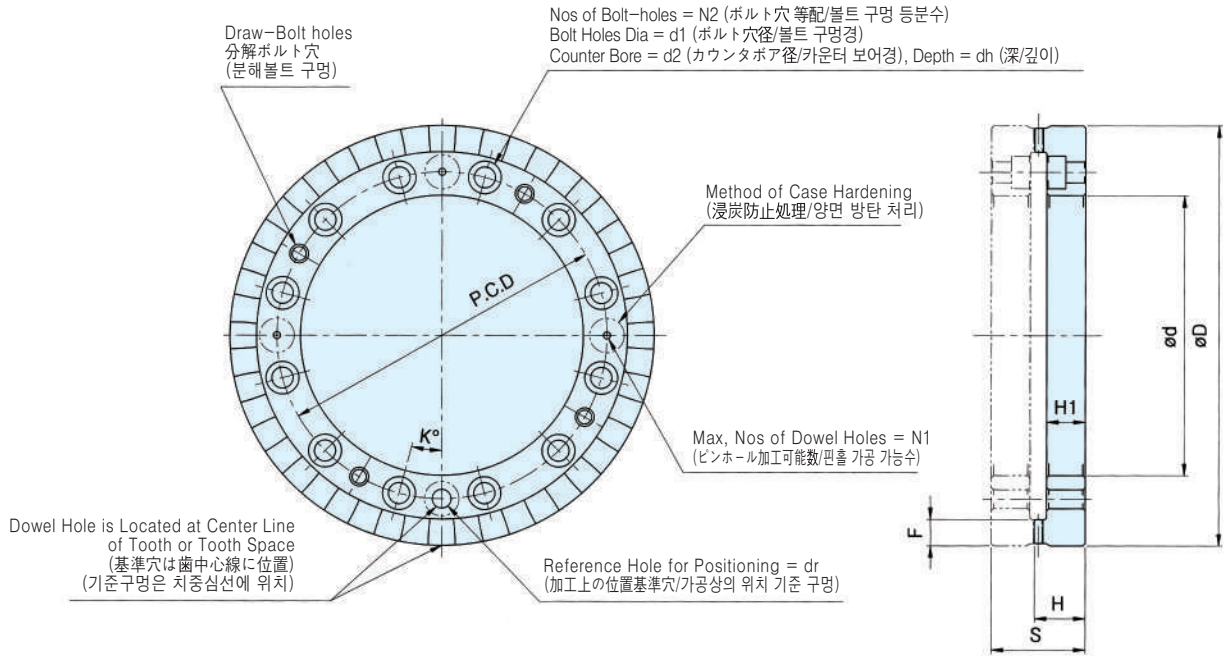 Nos of Bolt-holes = N2 (ボルト穴 等配/볼트 구멍 등분수)
Bolt Holes Dia = d1 (ボルト穴径/볼트 구멍경)
Counter Bore = d2 (カウンタボア径/카운터 보어경), Depth = dh (深/깊이)
Draw-Bolt holes
分解ボルト穴
(분해볼트 구멍)
Method of Case Hardening
(浸炭防止処理/양면 방탄 처리)
P.C.D
K°
Max, Nos of Dowel Holes = N1
(ピンホール加工可能数/핀홀 가공 가능수)
Dowel Hole is Located at Center Line
of Tooth or Tooth Space
(基準穴は歯中心線に位置)
(기준구멍은 치중심선에 위치)
Reference Hole for Positioning = dr
(加工上の位置基準穴/가공상의 위치 기준 구멍)
ød
øD
H1
F
H
S